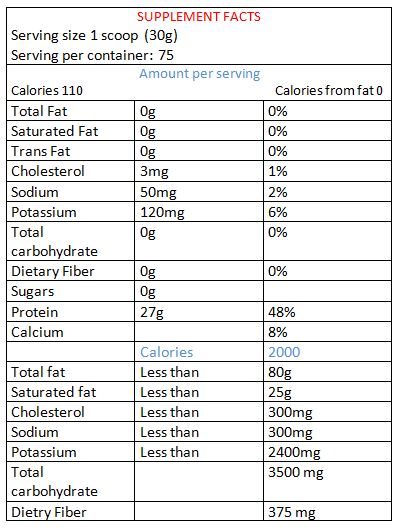 SUPPLEMENT FACTS
Serving size 1 scoop (30g)
Serving per container: 75
Amount per serving
Calories 110 Calories from fat 0
Total Fat 0g 0%
Saturated Fat 0g 0%
Trans Fat 0g 0%
Cholesterol 3mg 1%
Sodium 50mg 2%
Potassium 120mg 6%
Total 0g 0%
carbohydrate
Dietary Fiber 0g 0%
Sugars 0g
Protein 27g 48%
Calcium 8%
Calories 2000
Total fat Less than 80g
Saturated fat Less than 25g
Cholesterol Less than 300mg
Sodium Less than 300mg
Potassium Less than 2400mg
Total 3500 mg
carbohydrate
Dietry Fiber 375 mg